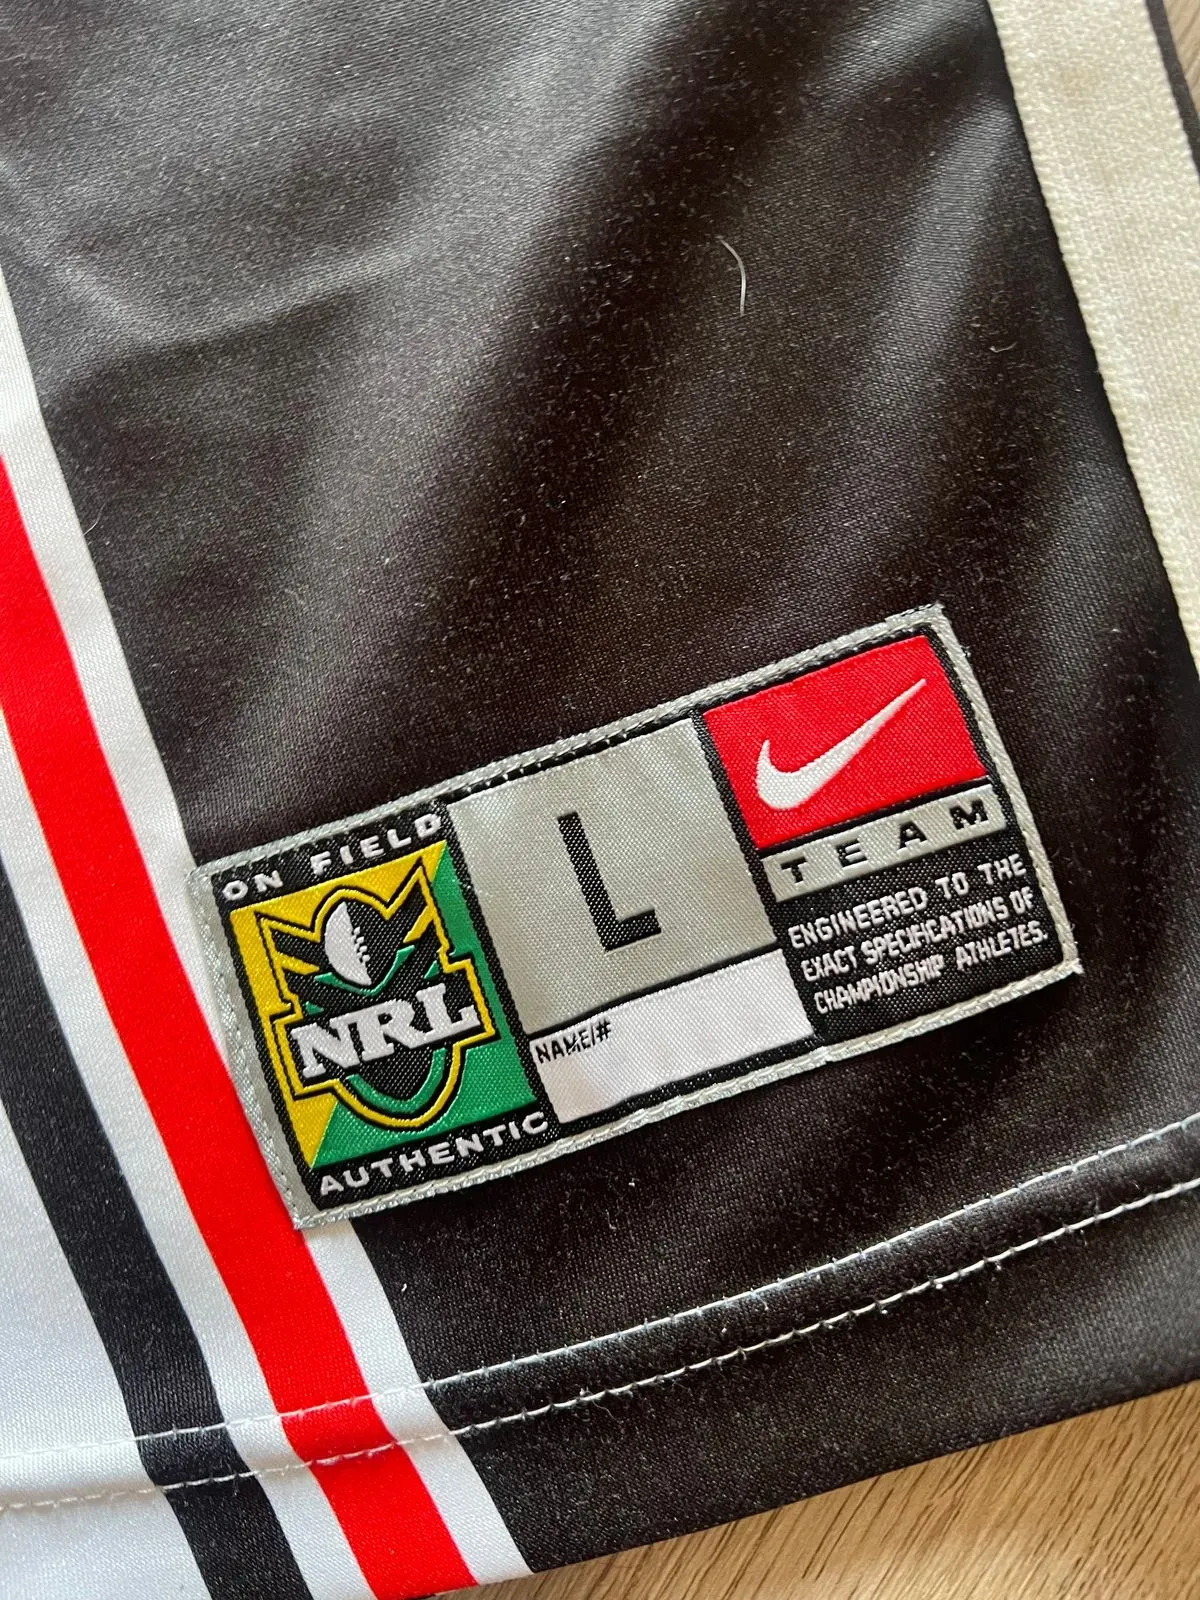 ON FIELD
NRL
AUTHENTIC
L
NAME/#
TEAM
ENGINEERED TO THE
EXACT SPECIFICATIONS OF
CHAMPIONSHIP ATHLETES.